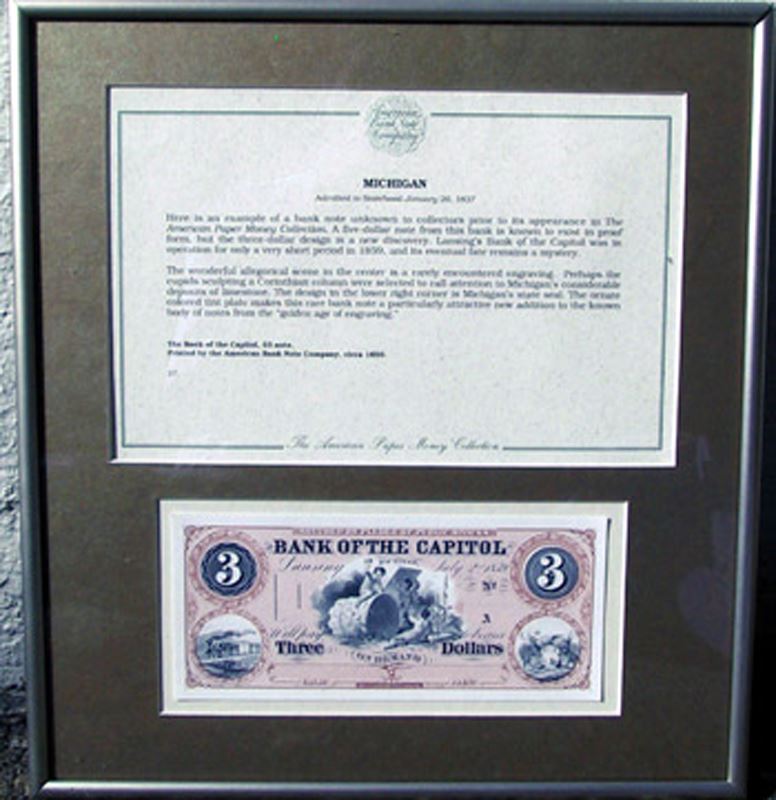 American
Bank Note
Company
MICHIGAN
Admitted to Statehood January 26, 1837
Here is an example of a bank note unknown to collectors prior to its appearance in The
American Paper Money Collection. A five-dollar note from this bank is known to exist in proof
form, but the three-dollar design is a new discovery. Lansing's Bank of the Capitol was in
operation for only a very short period in 1859, and its eventual fate remains a mystery.
The wonderful allegorical scene in the center is a rarely encountered engraving. Perhaps the
cupids sculpting a Corinthian column were selected to call attention to Michigan's considerable
deposits of limestone. The design in the lower right corner is Michigan's state seal. The ornate
colored tint plate makes this rare bank note a particularly attractive new addition to the known
body of notes from the "golden age of engraving."
The Bank of the Capitol, $3 note.
Printed by the American Bank Note Company, circa
The American Paper Money Collection
BANK OF THE CAPITOL
3 3
Lansing July
No
A
Will pay
Three Dollars
ON DEMAND